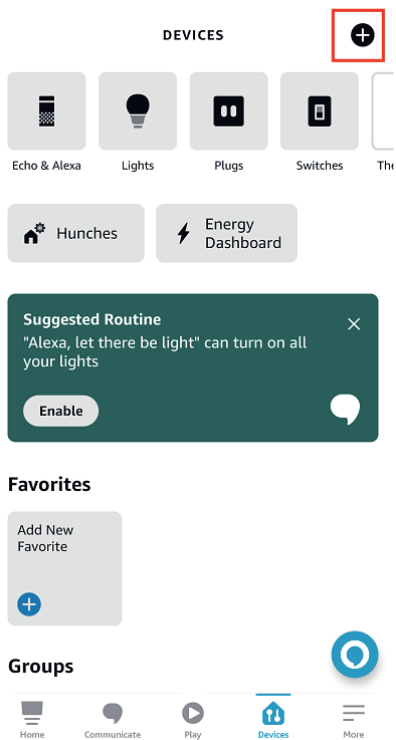 DEVICES
Echo & Alexa
Lights
Plugs
Switches
Hunches
Energy
Dashboard
Suggested Routine
"Alexa, let there be light" can turn on all
your lights
Enable
Favorites
Add New
Favorite
Groups
Home
Communicate
Play
Devices
More